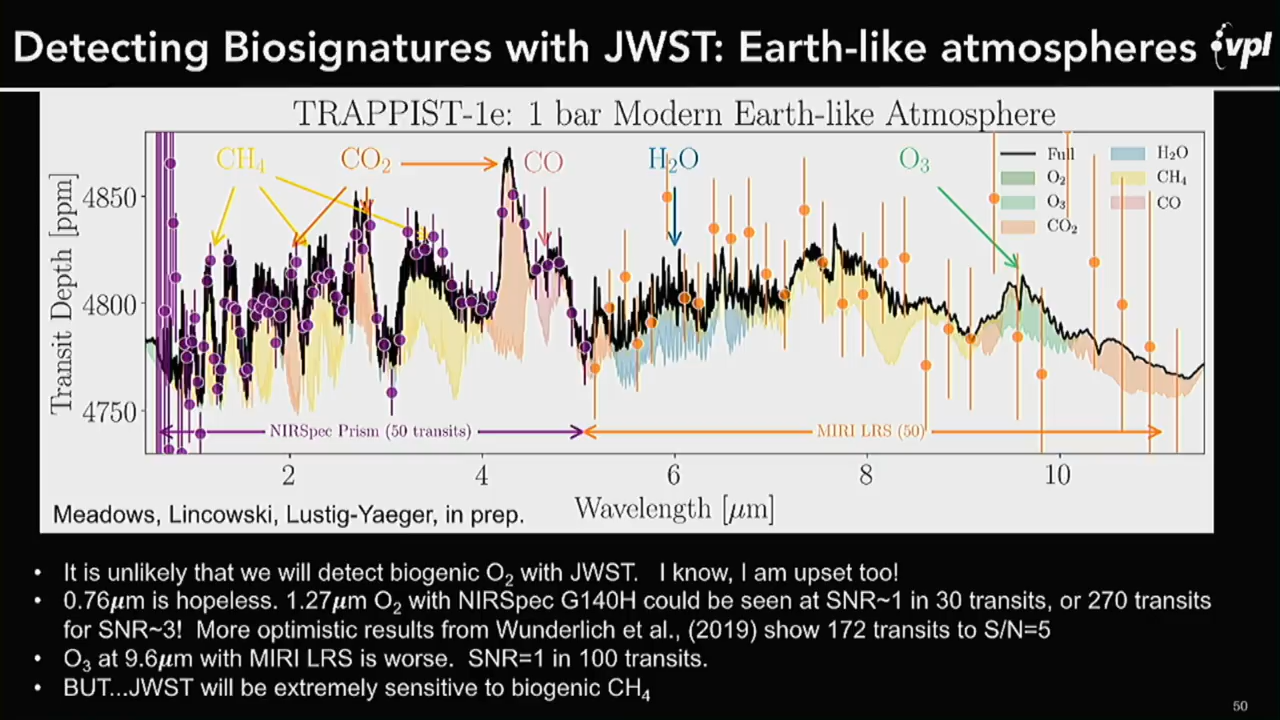 Detecting Biosignatures with JWST: Earth-like atmospheres vpl
TRAPPIST-1e: 1 bar Modern Earth-like Atmosphere
Transit Depth [ppm]
4850
4800
4750
CH₄
CO₂
CO
H₂O
O₃
Full
O₂
O₃
CO₂
H₂O
CH₄
CO
NIRSpec Prism (50 transits)
MIRI LRS (50)
2 4 6 8 10
Wavelength [μm]
Meadows, Lincowski, Lustig-Yaeger, in prep.
• It is unlikely that we will detect biogenic O₂ with JWST. I know, I am upset too!
• 0.76μm is hopeless. 1.27μm O₂ with NIRSpec G140H could be seen at SNR~1 in 30 transits, or 270 transits
for SNR~3! More optimistic results from Wunderlich et al., (2019) show 172 transits to S/N=5
• O₃ at 9.6μm with MIRI LRS is worse. SNR=1 in 100 transits.
• BUT...JWST will be extremely sensitive to biogenic CH₄
50